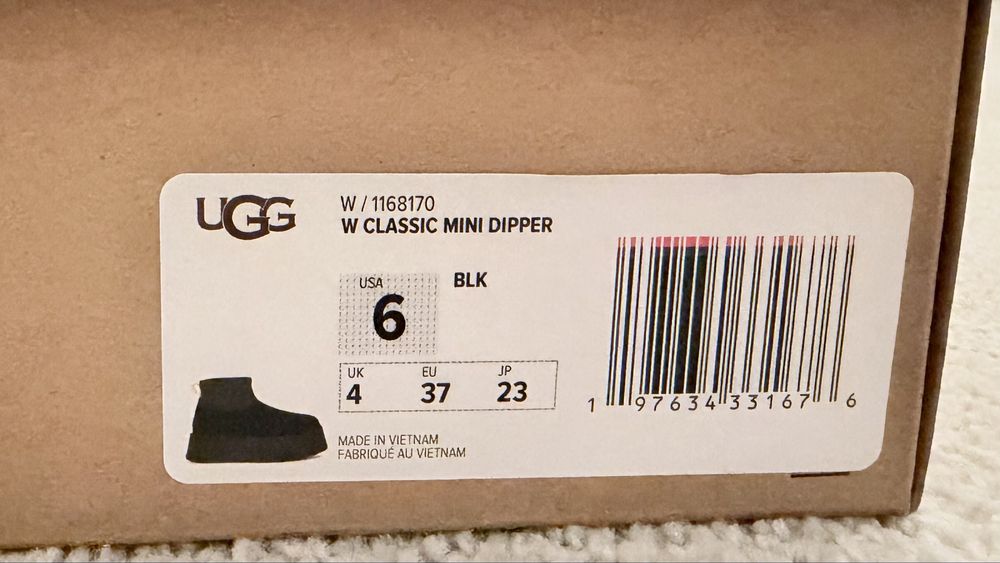 UGG
W / 1168170
W CLASSIC MINI DIPPER
USA
6
BLK
UK EU JP
4 37 23
MADE IN VIETNAM
FABRIQUÉ AU VIETNAM
1 97634 33167 6